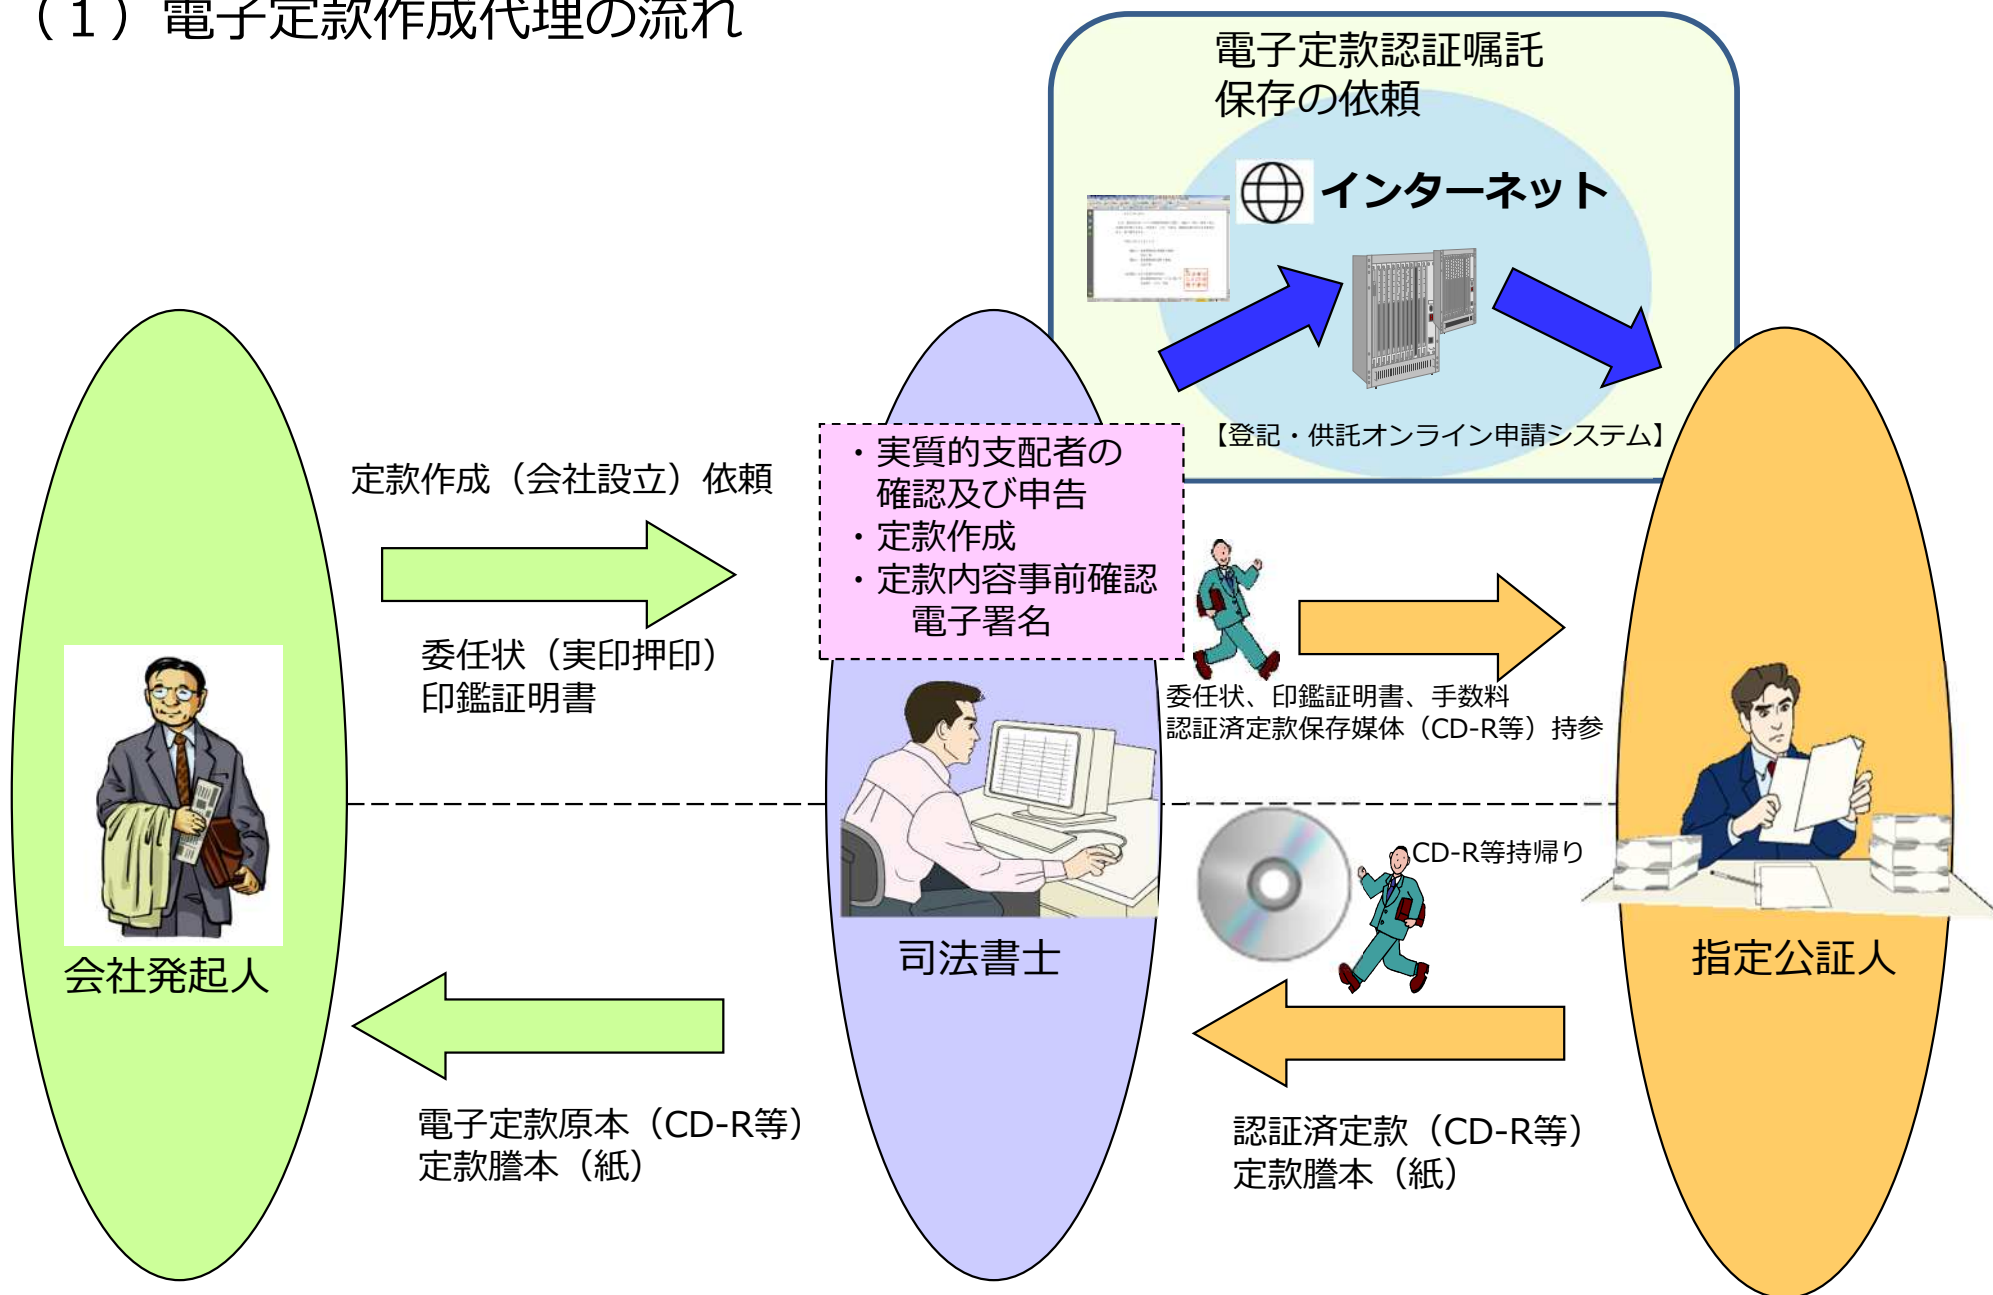 （１）電子定款作成代理の流れ
電子定款認証嘱託
保存の依頼
インターネット
【登記・供託オンライン申請システム】
定款作成（会社設立）依頼
委任状（実印押印）
印鑑証明書
・実質的支配者の
確認及び申告
・定款作成
・定款内容事前確認
電子署名
委任状、印鑑証明書、手数料
認証済定款保存媒体（CD-R等）持参
CD-R等持帰り
会社発起人
司法書士
指定公証人
電子定款原本（CD-R等）
定款謄本（紙）
認証済定款（CD-R等）
定款謄本（紙）